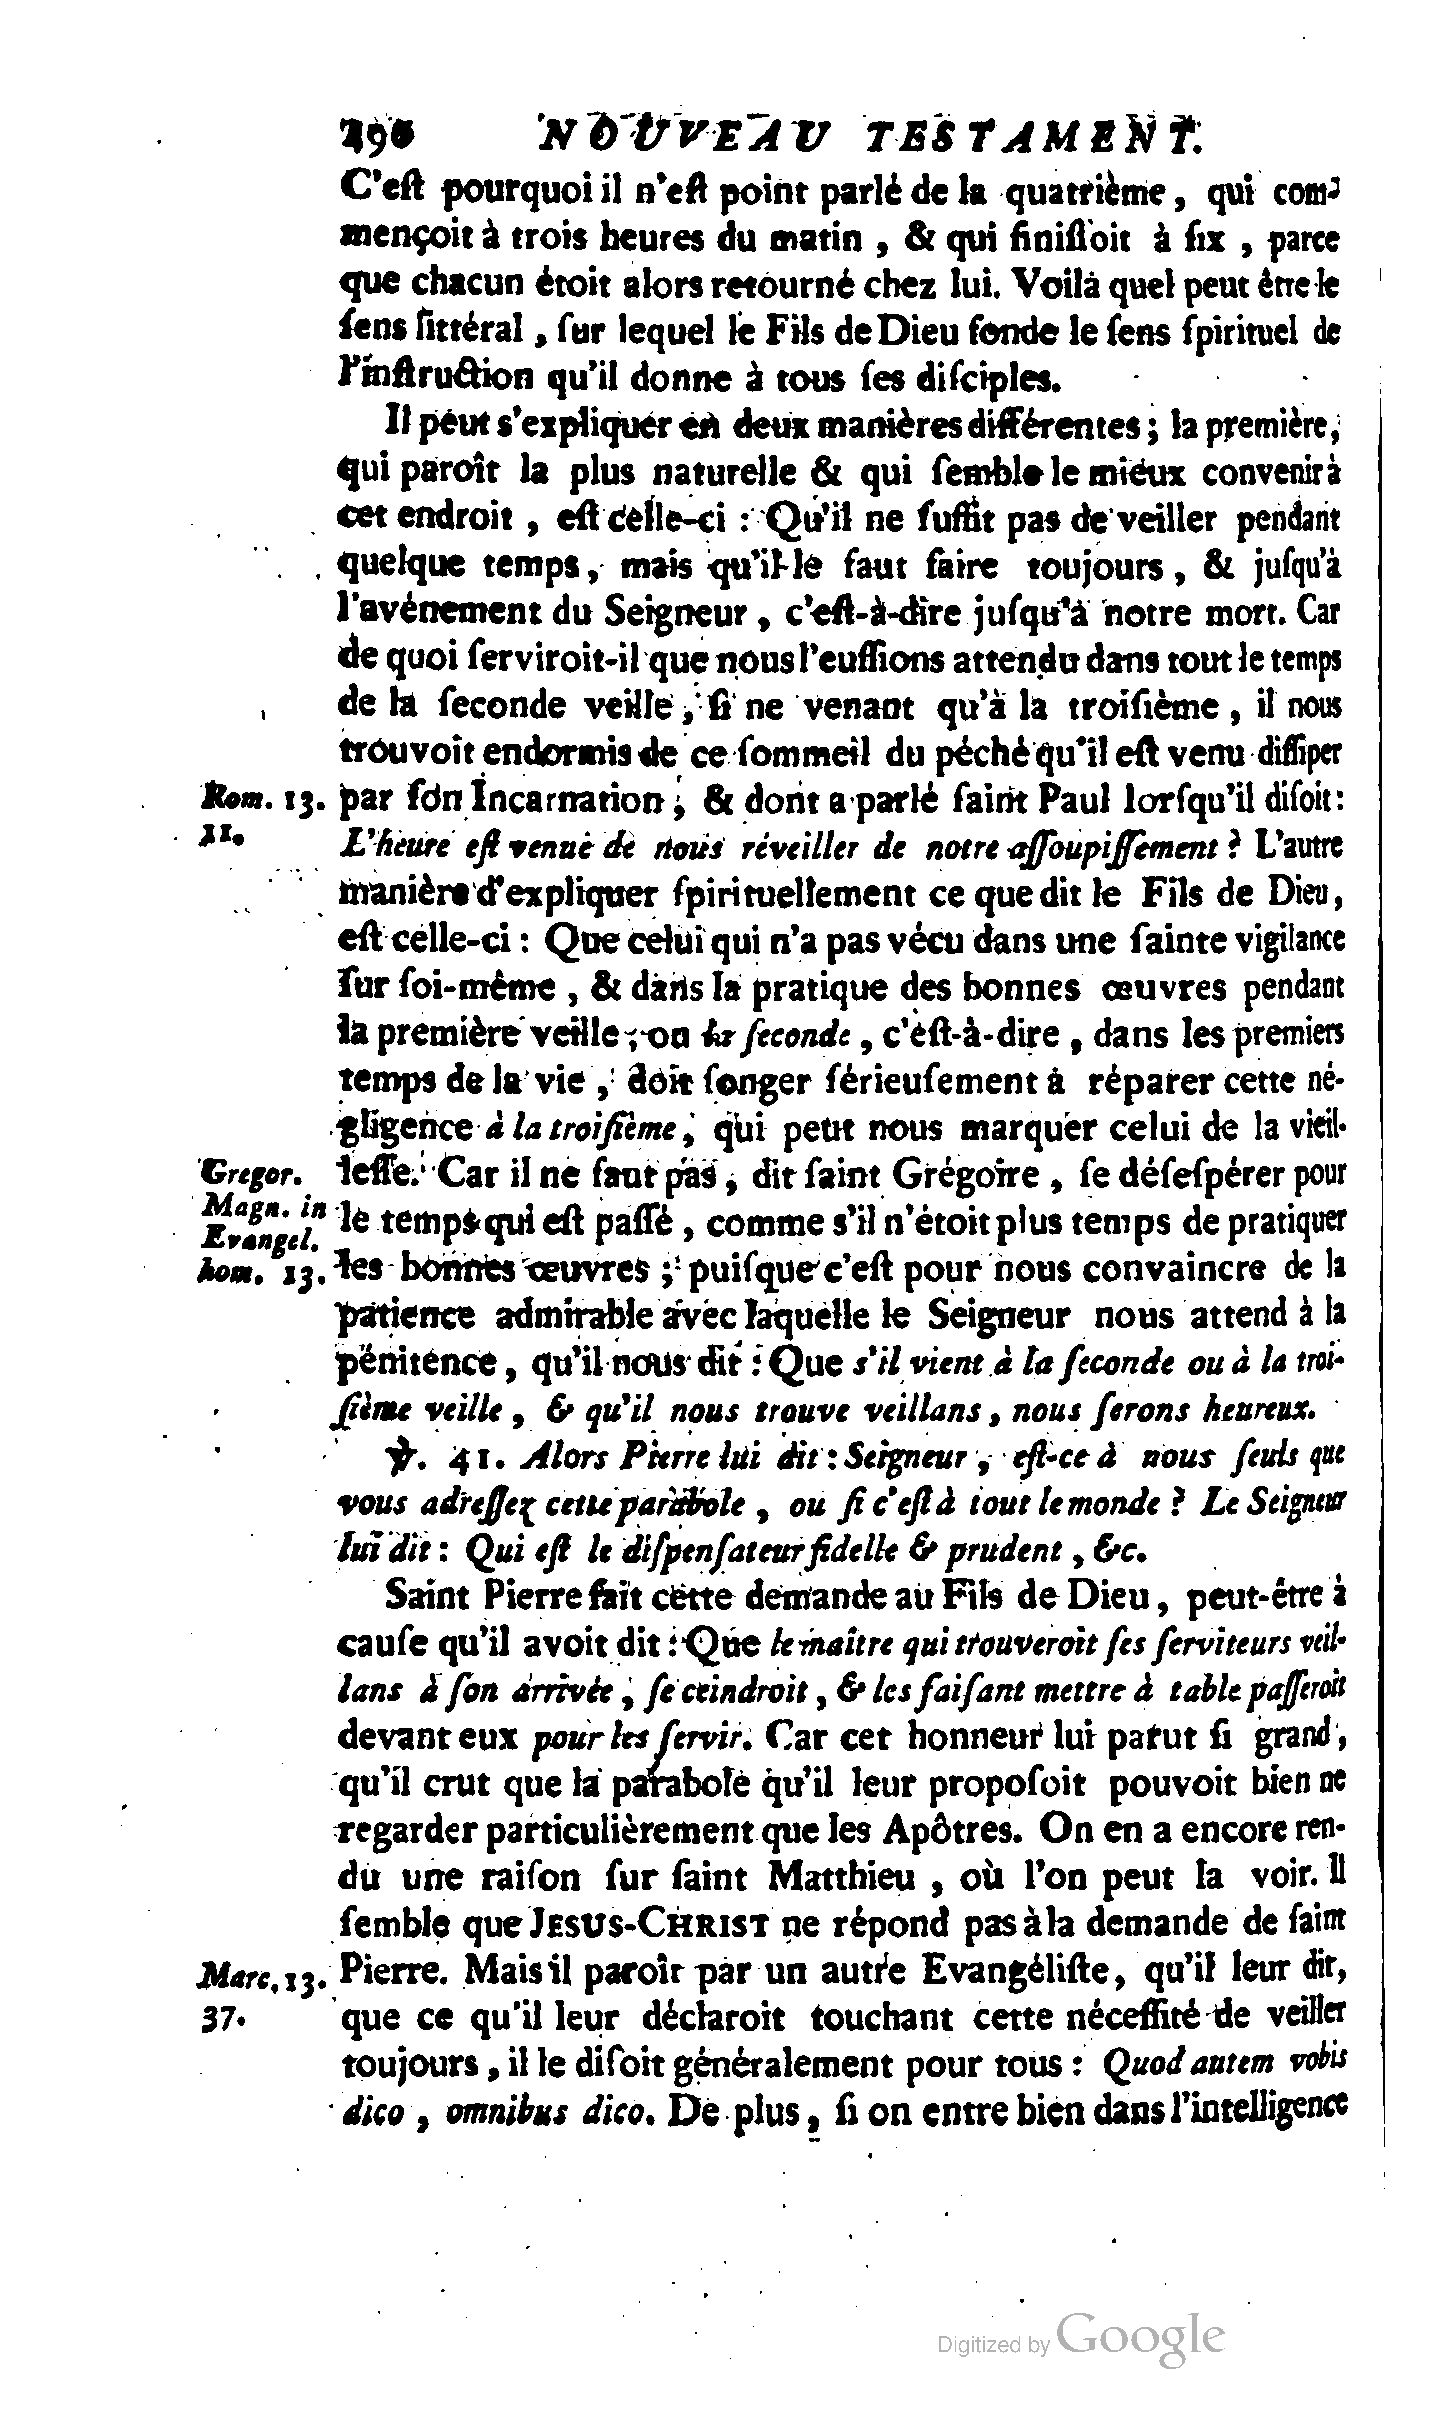 290 NOUVEAU TESTAMENT.
C'eſt pourquoi il n'eſt point parlé de la quatrième, qui com-
mençoit à trois heures du matin, & qui finiſſoit à ſix, parce
que chacun étoit alors retourné chez lui. Voilà quel peut être le
ſens littéral, ſur lequel le Fils de Dieu fonde le ſens ſpirituel de
l'inſtruction qu'il donne à tous ſes diſciples.
Il peut s'expliquer en deux manières différentes; la première,
qui paroît la plus naturelle & qui ſemble le mieux convenir à
cet endroit, eſt celle-ci : Qu'il ne ſuffit pas de veiller pendant
quelque temps, mais qu'il le faut faire toujours, & juſqu'à
l'avénement du Seigneur, c'eſt-à-dire juſqu'à notre mort. Car
de quoi ſerviroit-il que nous l'euſſions attendu dans tout le temps
de la ſeconde veille, ſi ne venant qu'à la troiſième, il nous
trouvoit endormis de ce ſommeil du péché qu'il eſt venu diſſiper
Rom. 13. par ſon Incarnation, & dont a parlé ſaint Paul lorſqu'il diſoit:
11. L'heure eſt venue de nous réveiller de notre aſſoupiſſement? L'autre
manière d'expliquer ſpirituellement ce que dit le Fils de Dieu,
eſt celle-ci : Que celui qui n'a pas vécu dans une ſainte vigilance
ſur ſoi-même, & dans la pratique des bonnes œuvres pendant
la première veille, ou la ſeconde, c'eſt-à-dire, dans les premiers
temps de la vie, doit ſonger ſérieuſement à réparer cette né-
gligence à la troiſième, qui peut nous marquer celui de la vieil-
Gregor. leſſe. Car il ne faut pas, dit ſaint Grégoire, ſe déſeſpérer pour
Magn. in le temps qui eſt paſſé, comme s'il n'étoit plus temps de pratiquer
Evangel.
hom. 13. les bonnes œuvres; puiſque c'eſt pour nous convaincre de la
patience admirable avec laquelle le Seigneur nous attend à la
pénitence, qu'il nous dit : Que s'il vient à la ſeconde ou à la troi-
ſième veille, & qu'il nous trouve veillans, nous ſerons heureux.
℣. 41. Alors Pierre lui dit : Seigneur, eſt-ce à nous ſeuls que
vous adreſſez cette parabole, ou ſi c'eſt à tout le monde? Le Seigneur
lui dit : Qui eſt le diſpenſateur fidelle & prudent, &c.
Saint Pierre fait cette demande au Fils de Dieu, peut-être à
cauſe qu'il avoit dit : Que le maître qui trouveroit ſes ſerviteurs veil-
lans à ſon arrivée, ſe ceindroit, & les faiſant mettre à table paſſeroit
devant eux pour les ſervir. Car cet honneur lui parut ſi grand,
qu'il crut que la parabole qu'il leur propoſoit pouvoit bien ne
regarder particulièrement que les Apôtres. On en a encore ren-
du une raiſon ſur ſaint Matthieu, où l'on peut la voir. Il
ſemble que JESUS-CHRIST ne répond pas à la demande de ſaint
Marc. 13. Pierre. Mais il paroît par un autre Evangéliſte, qu'il leur dit,
37. que ce qu'il leur déclaroit touchant cette néceſſité de veiller
toujours, il le diſoit généralement pour tous : Quod autem vobis
dico, omnibus dico. De plus, ſi on entre bien dans l'intelligence
Digitized by Google